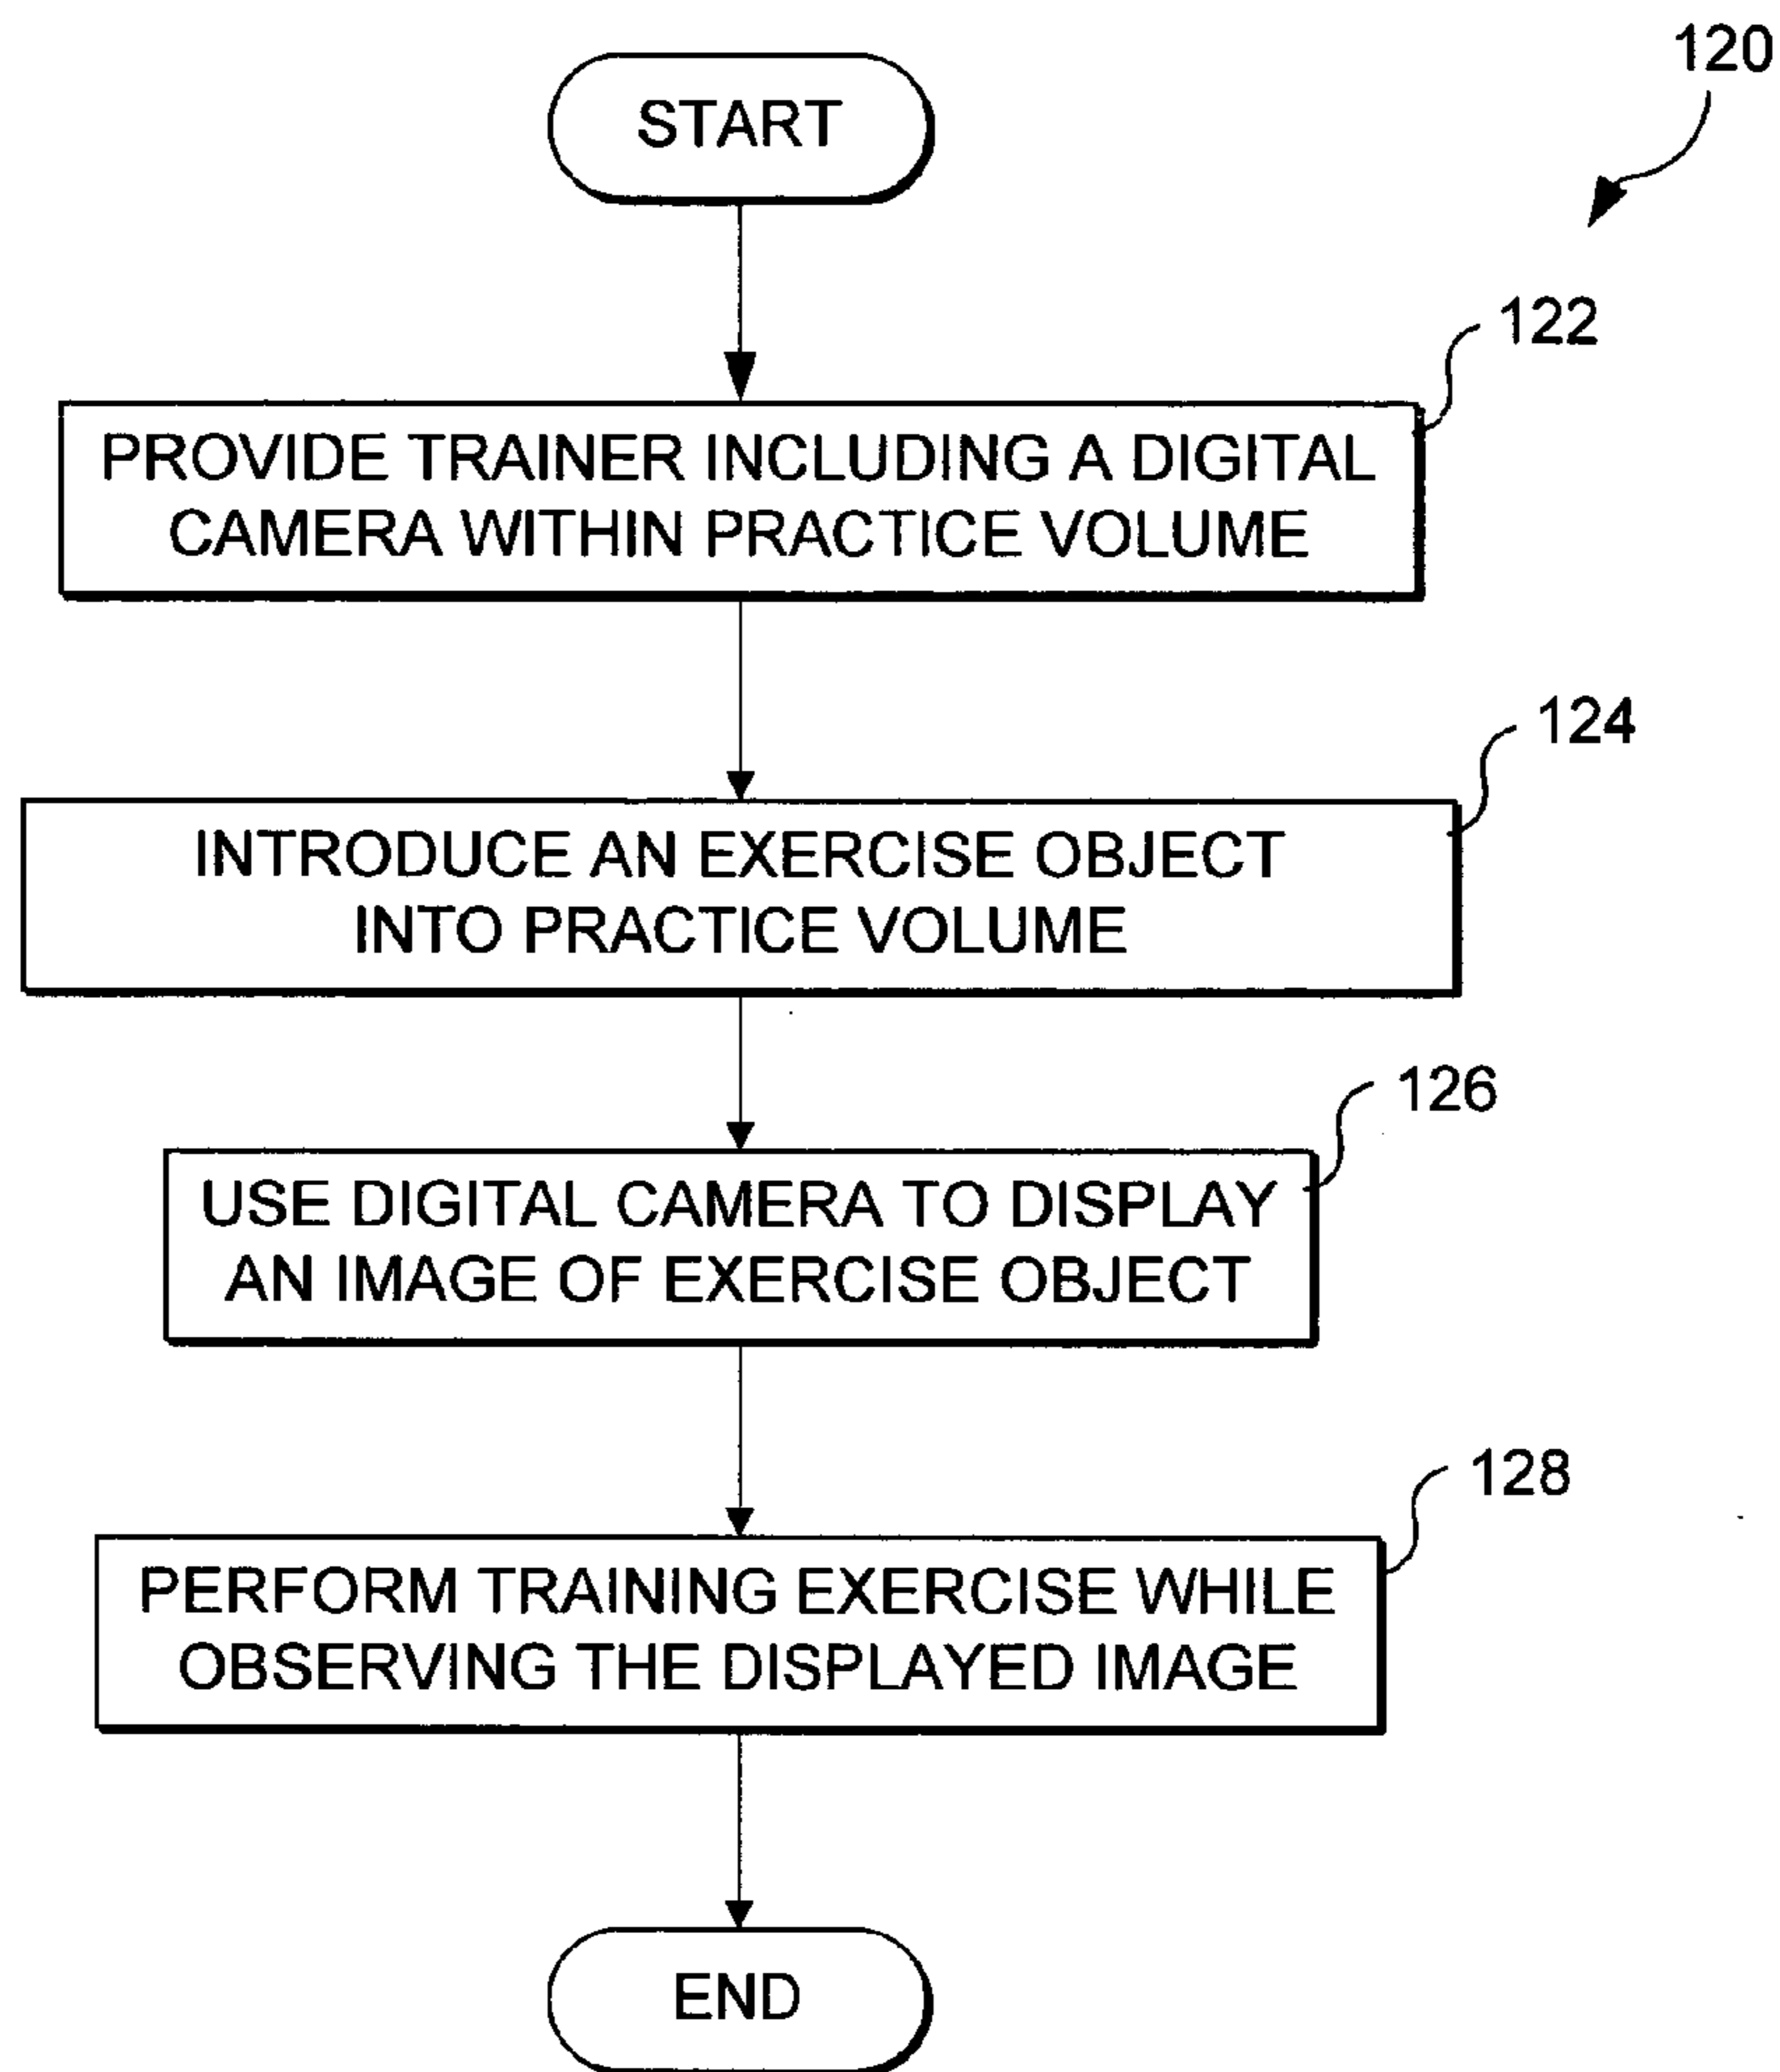 120
START
122
PROVIDE TRAINER INCLUDING A DIGITAL
CAMERA WITHIN PRACTICE VOLUME
124
INTRODUCE AN EXERCISE OBJECT
INTO PRACTICE VOLUME
126
USE DIGITAL CAMERA TO DISPLAY
AN IMAGE OF EXERCISE OBJECT
128
PERFORM TRAINING EXERCISE WHILE
OBSERVING THE DISPLAYED IMAGE
END